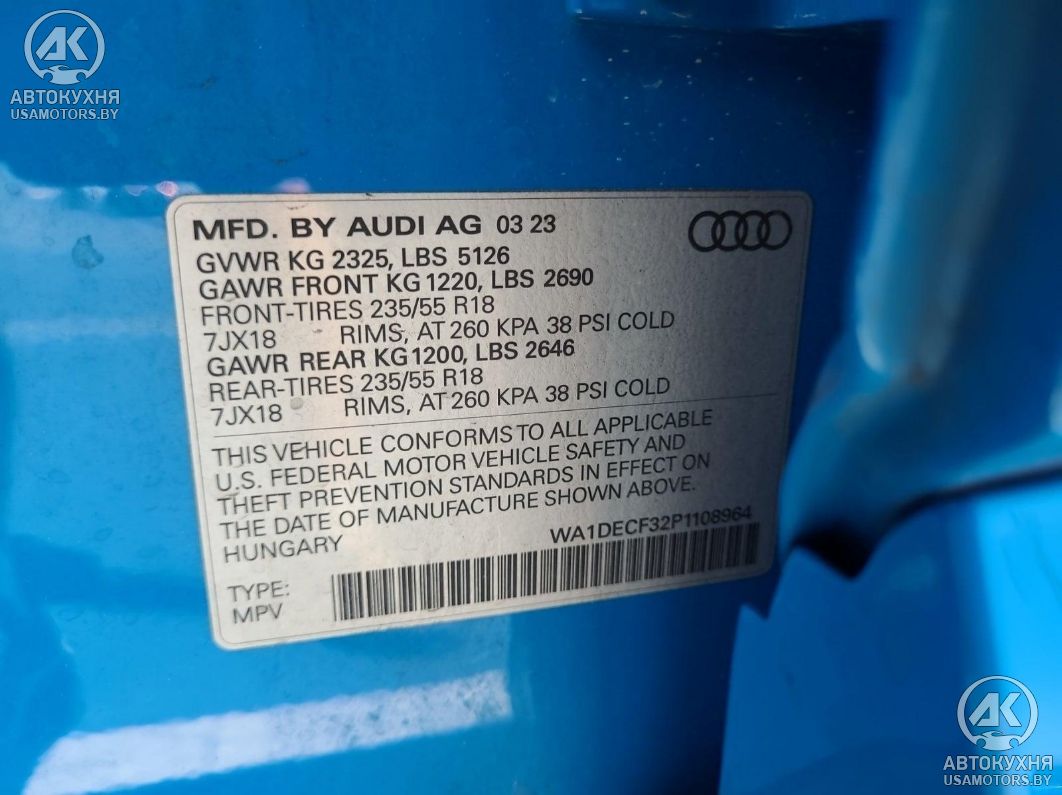 AK
АВТОКУХНЯ
USAMOTORS.BY
MFD. BY AUDI AG 03 23
GVWR KG 2325, LBS 5126
GAWR FRONT KG 1220, LBS 2690
FRONT-TIRES 235/55 R18
7JX18 RIMS, AT 260 KPA 38 PSI COLD
GAWR REAR KG1200, LBS 2646
REAR-TIRES 235/55 R18
7JX18 RIMS, AT 260 KPA 38 PSI COLD
THIS VEHICLE CONFORMS TO ALL APPLICABLE
U.S. FEDERAL MOTOR VEHICLE SAFETY AND
THEFT PREVENTION STANDARDS IN EFFECT ON
THE DATE OF MANUFACTURE SHOWN ABOVE.
HUNGARY WA1DECF32P1108964
TYPE:
MPV
AK
АВТОКУХНЯ
USAMOTORS.BY